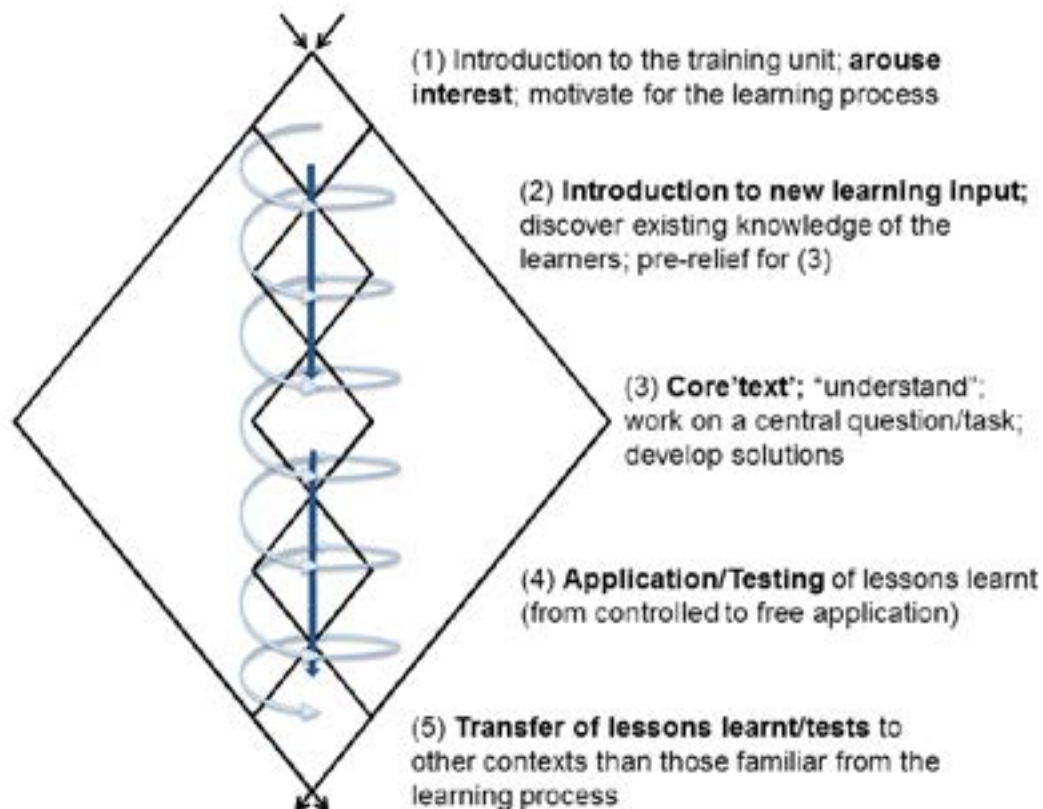 (1) Introduction to the training unit; arouse
interest; motivate for the learning process
(2) Introduction to new learning input;
discover existing knowledge of the
learners; pre-relief for (3)
(3) Core'text'; "understand";
work on a central question/task;
develop solutions
(4) Application/Testing of lessons learnt
(from controlled to free application)
(5) Transfer of lessons learnt/tests to
other contexts than those familiar from the
learning process